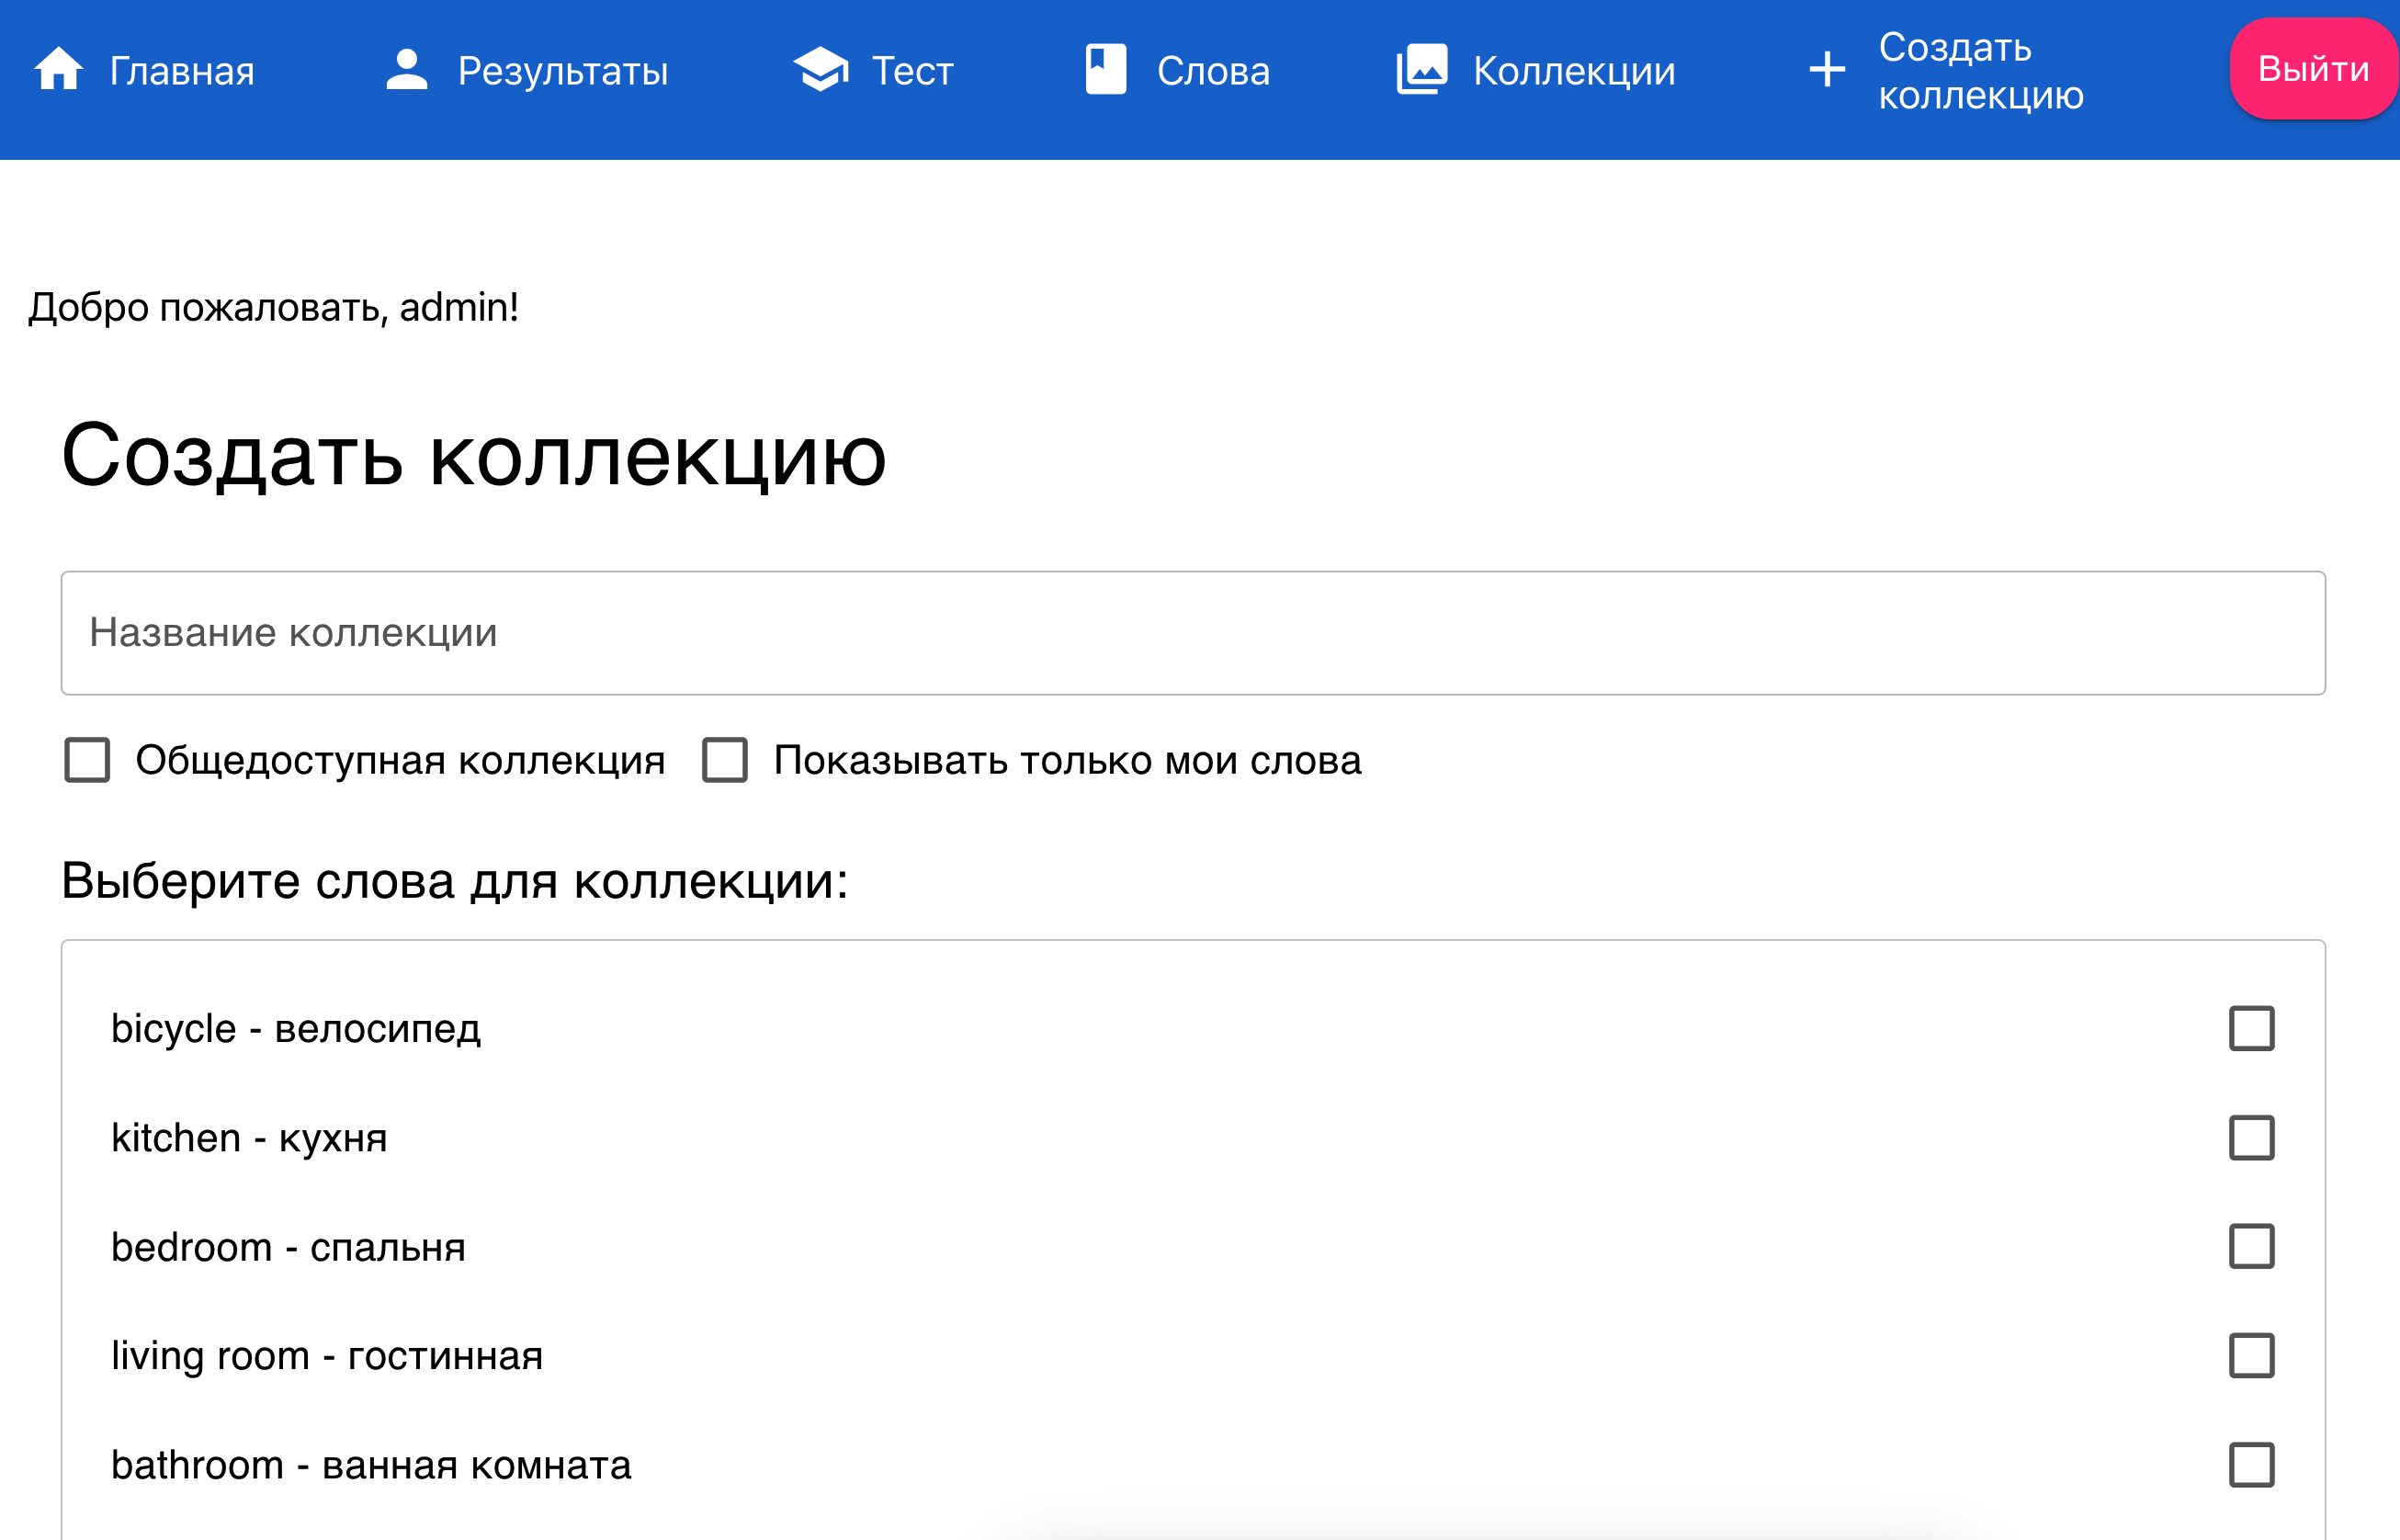 Главная
Результаты
Тест
Слова
Коллекции
Создать
коллекцию
Выйти
Добро пожаловать, admin!
Создать коллекцию
Название коллекции
Общедоступная коллекция
Показывать только мои слова
Выберите слова для коллекции:
bicycle - велосипед
kitchen - кухня
bedroom - спальня
living room - гостинная
bathroom - ванная комната